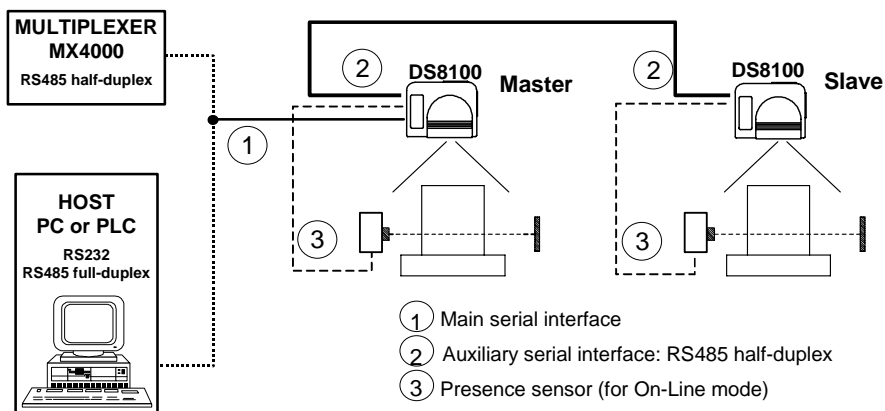 MULTIPLEXER
MX4000
RS485 half-duplex
HOST
PC or PLC
RS232
RS485 full-duplex
1
2
DS8100
Master
3
2
DS8100
Slave
3
1 Main serial interface
2 Auxiliary serial interface: RS485 half-duplex
3 Presence sensor (for On-Line mode)